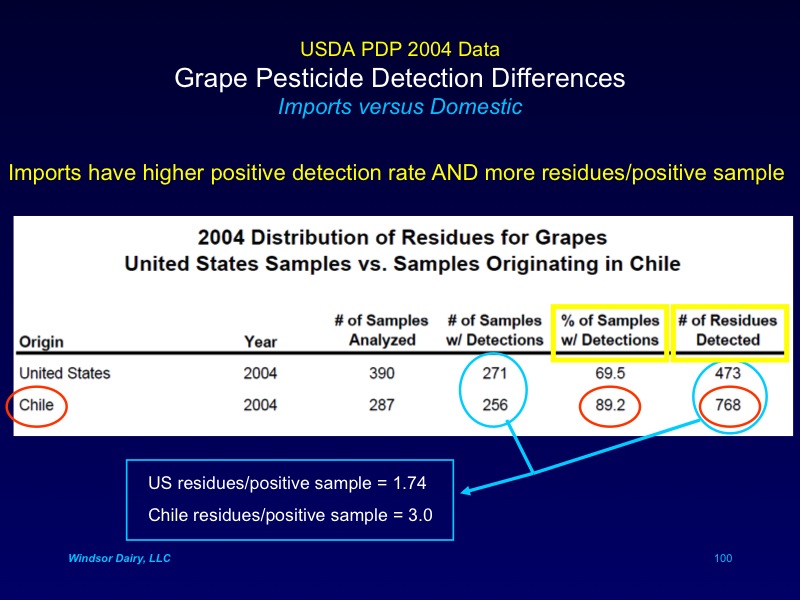 USDA PDP 2004 Data
Grape Pesticide Detection Differences
Imports versus Domestic
Imports have higher positive detection rate AND more residues/positive sample
2004 Distribution of Residues for Grapes
United States Samples vs. Samples Originating in Chile
# of Samples # of Samples % of Samples # of Residues
Origin Year Analyzed w/ Detections w/ Detections Detected
United States 2004 390 271 69.5 473
Chile 2004 287 256 89.2 768
US residues/positive sample = 1.74
Chile residues/positive sample = 3.0
Windsor Dairy, LLC 100